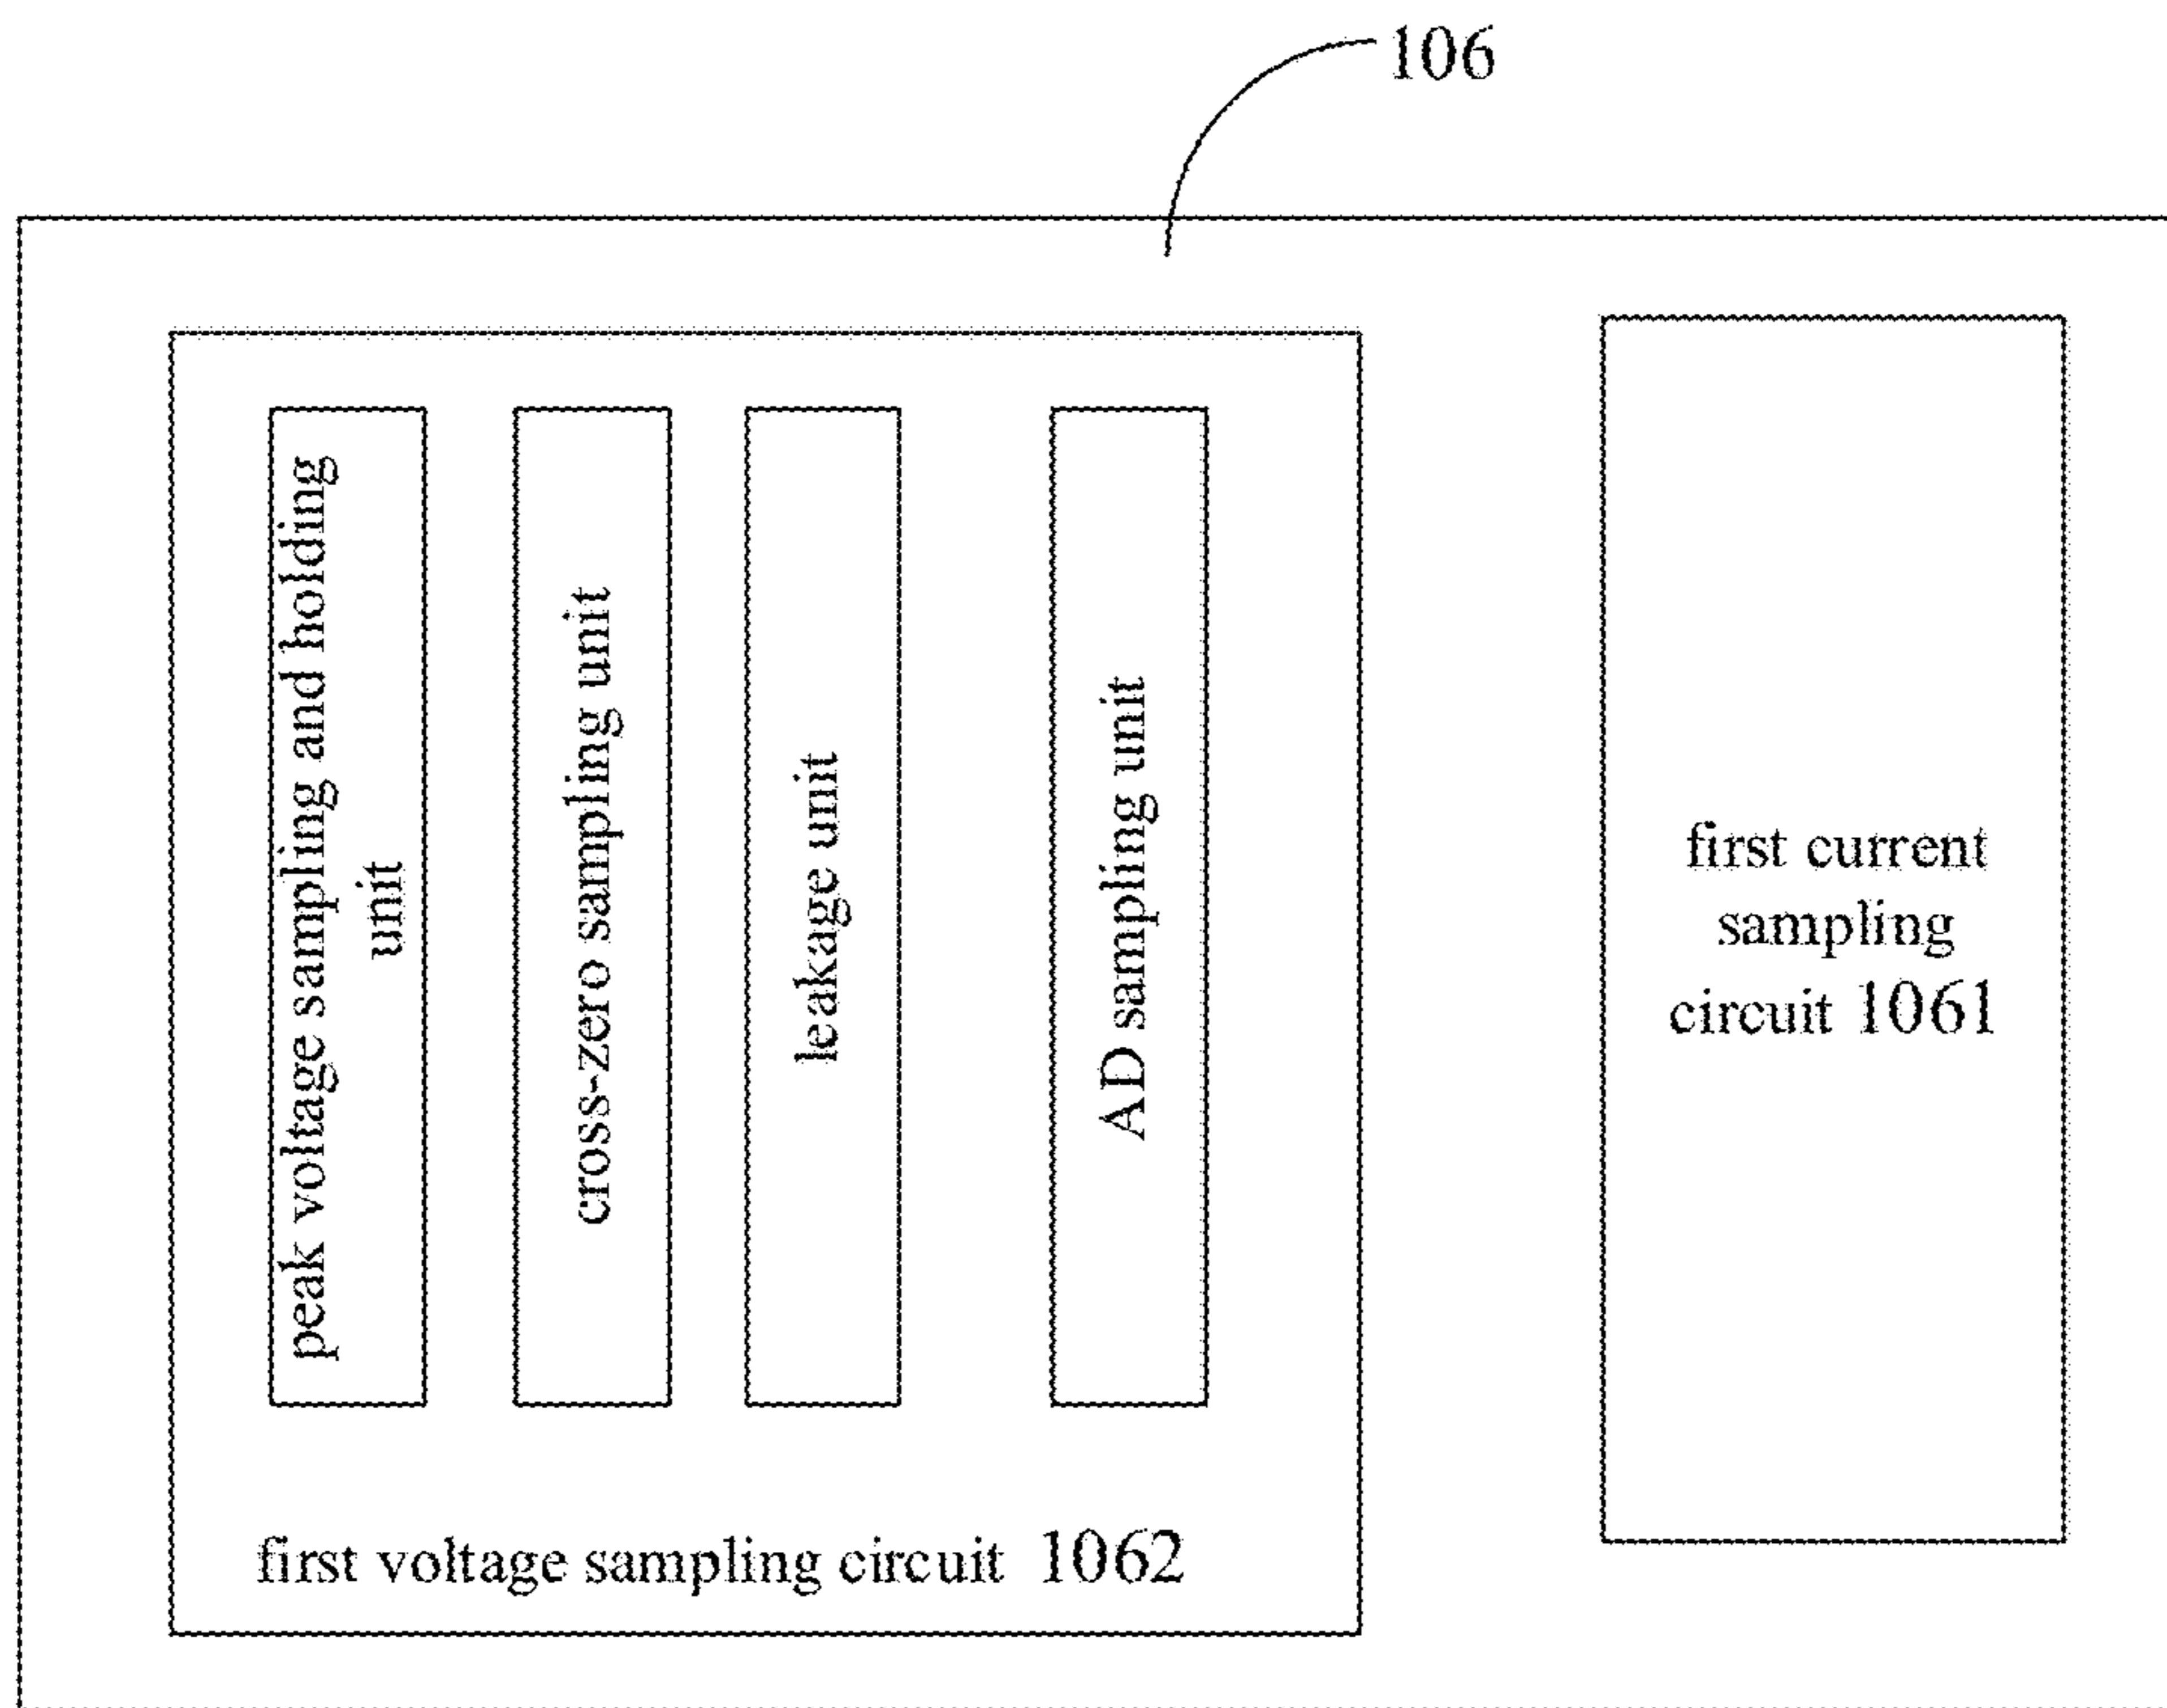 106
peak voltage sampling and holding
unit
cross-zero sampling unit
leakage unit
AD sampling unit
first voltage sampling circuit 1062
first current
sampling
circuit 1061